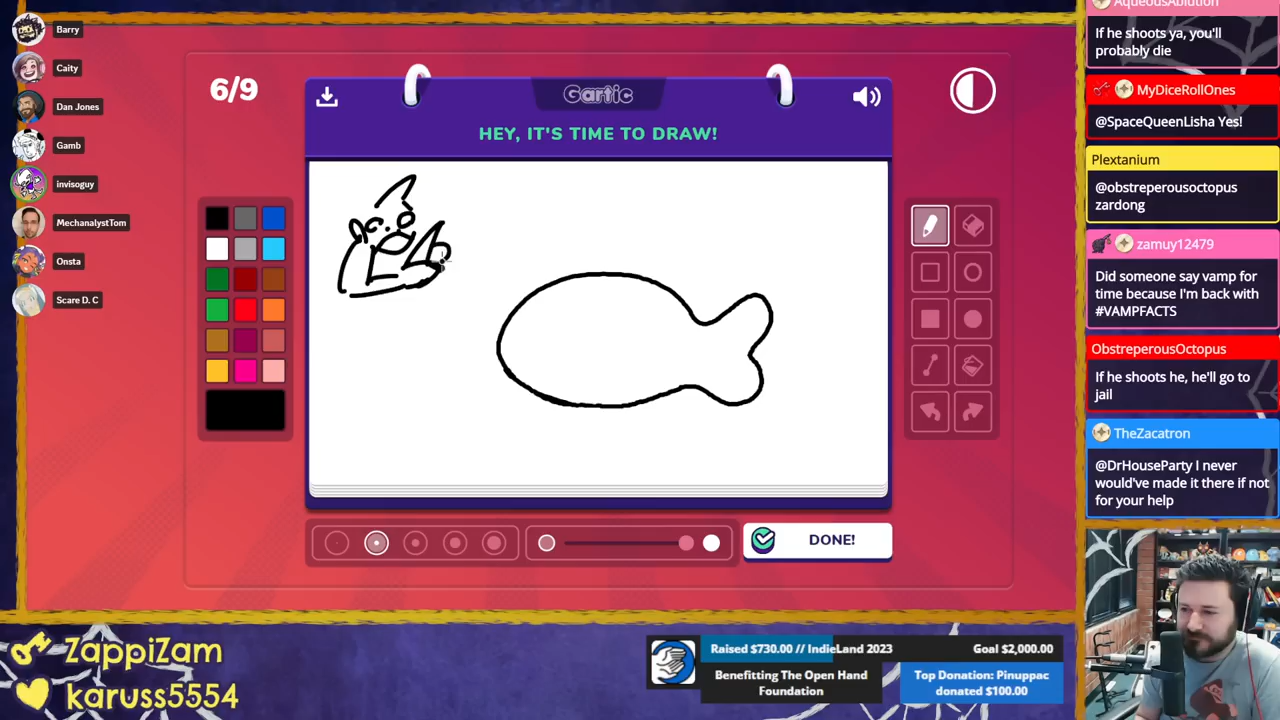 Barry
Caity
Dan Jones
Gamb
invisoguy
MechanalystTom
Onsta
Scare D. C
6/9
Gartic
HEY, IT'S TIME TO DRAW!
DONE!
AqueousAblution
If he shoots ya, you'll
probably die
MyDiceRollOnes
@SpaceQueenLisha Yes!
Plextanium
@obstreperousoctopus
zardong
zamuy12479
Did someone say vamp for
time because I'm back with
#VAMPFACTS
ObstreperousOctopus
If he shoots he, he'll go to
jail
TheZacatron
@DrHouseParty I never
would've made it there if not
for your help
ZappiZam
karuss5554
Raised $730.00 // IndieLand 2023
Goal $2,000.00
Benefitting The Open Hand
Foundation
Top Donation: Pinuppac
donated $100.00